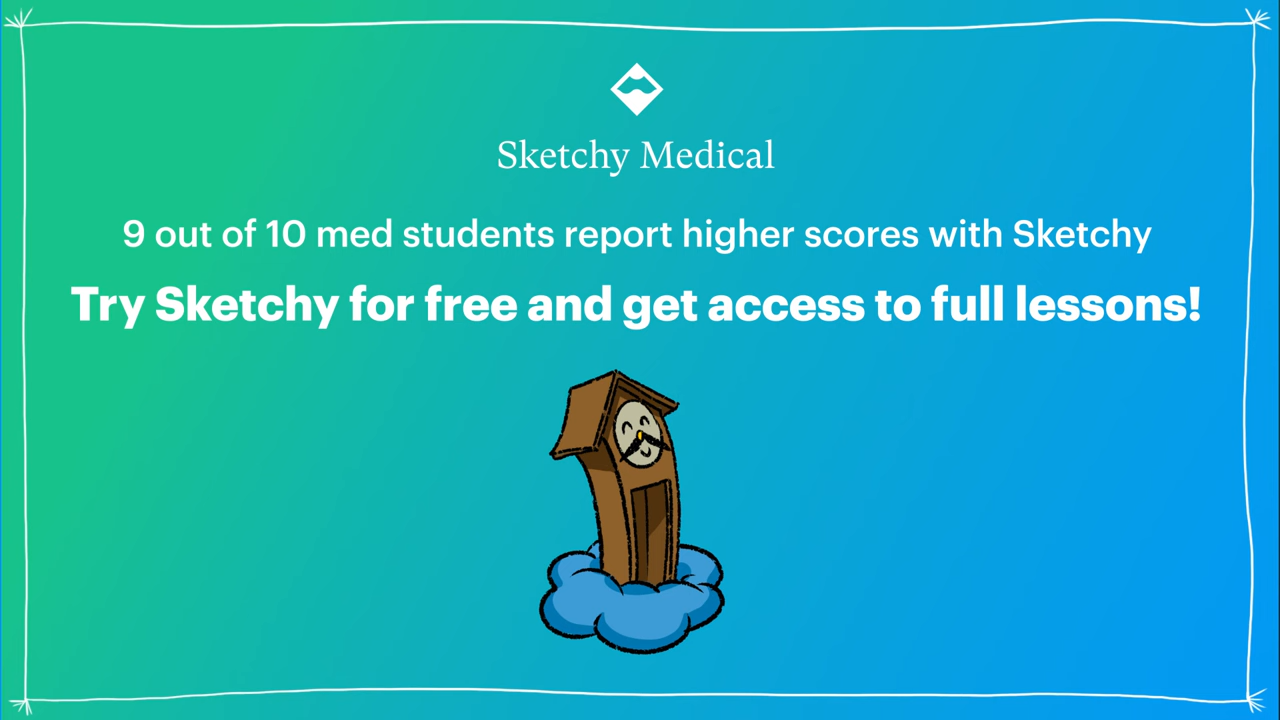 Sketchy Medical
9 out of 10 med students report higher scores with Sketchy
Try Sketchy for free and get access to full lessons!